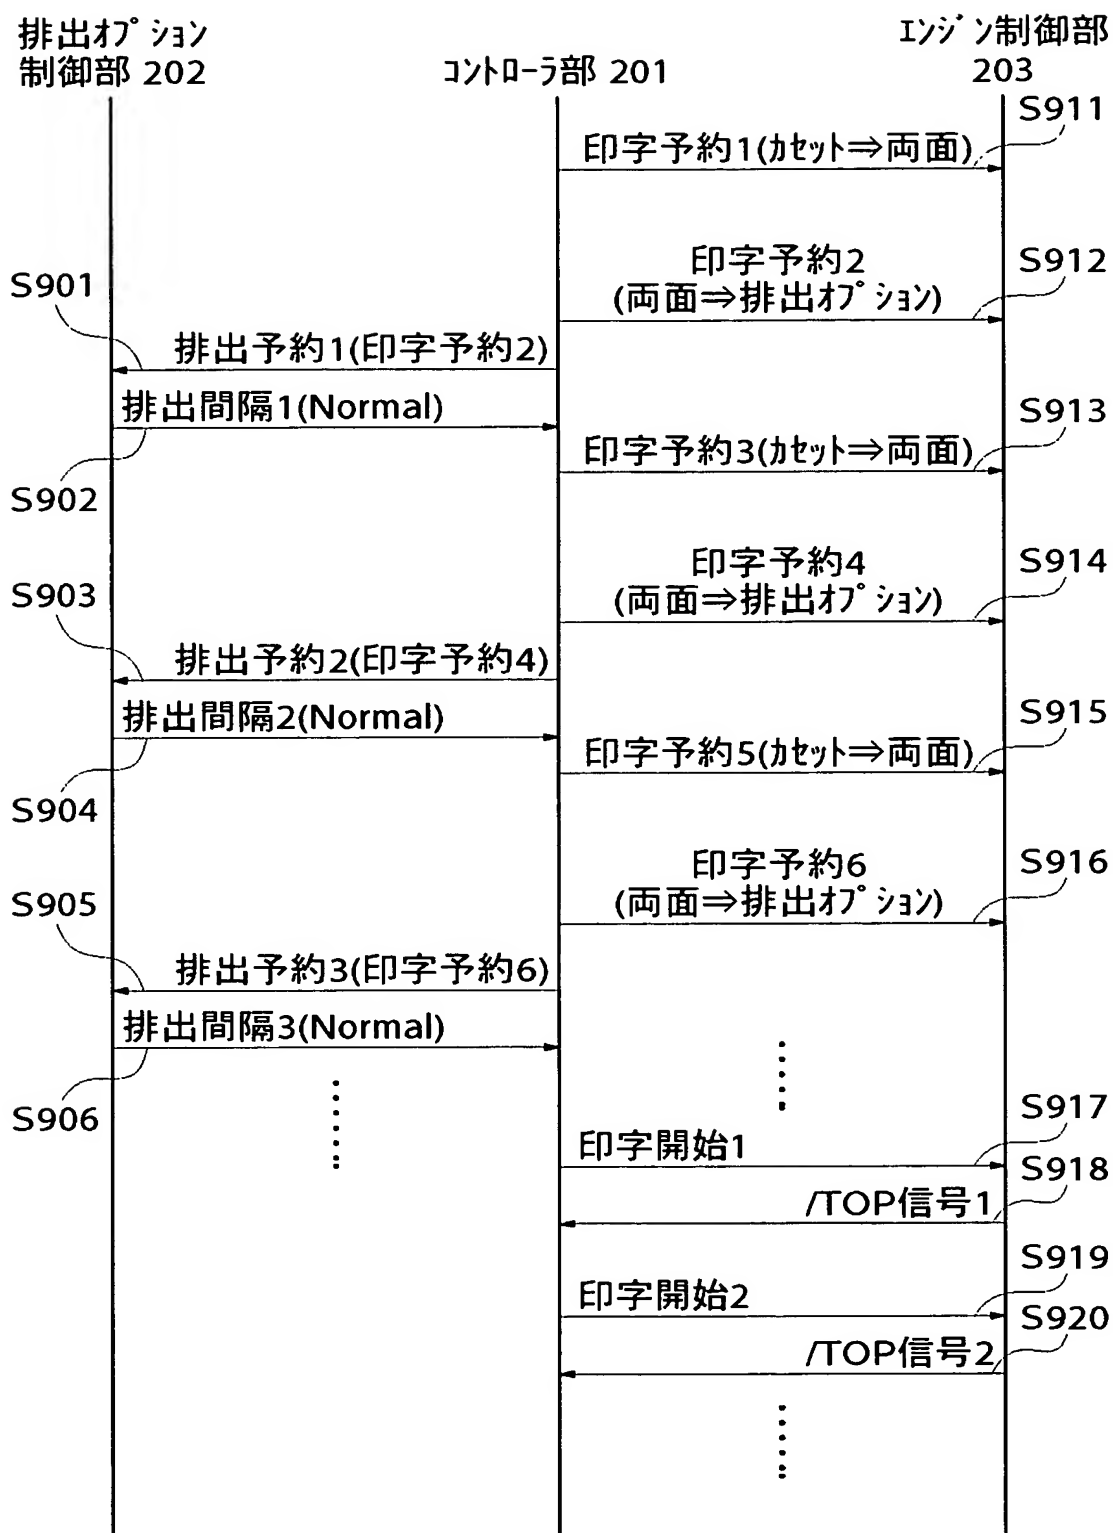 排出ｵﾌﾟｼｮﾝ
制御部 202
ｺﾝﾄﾛｰﾗ部 201
ｴﾝｼﾞﾝ制御部
203
S911
印字予約1(ｶｾｯﾄ⇒両面)
印字予約2
(両面⇒排出ｵﾌﾟｼｮﾝ)
S912
S901
排出予約1(印字予約2)
排出間隔1(Normal)
S902
S913
印字予約3(ｶｾｯﾄ⇒両面)
印字予約4
(両面⇒排出ｵﾌﾟｼｮﾝ)
S914
S903
排出予約2(印字予約4)
排出間隔2(Normal)
S904
S915
印字予約5(ｶｾｯﾄ⇒両面)
印字予約6
(両面⇒排出ｵﾌﾟｼｮﾝ)
S916
S905
排出予約3(印字予約6)
排出間隔3(Normal)
S906
S917
印字開始1
S918
/TOP信号1
S919
印字開始2
S920
/TOP信号2